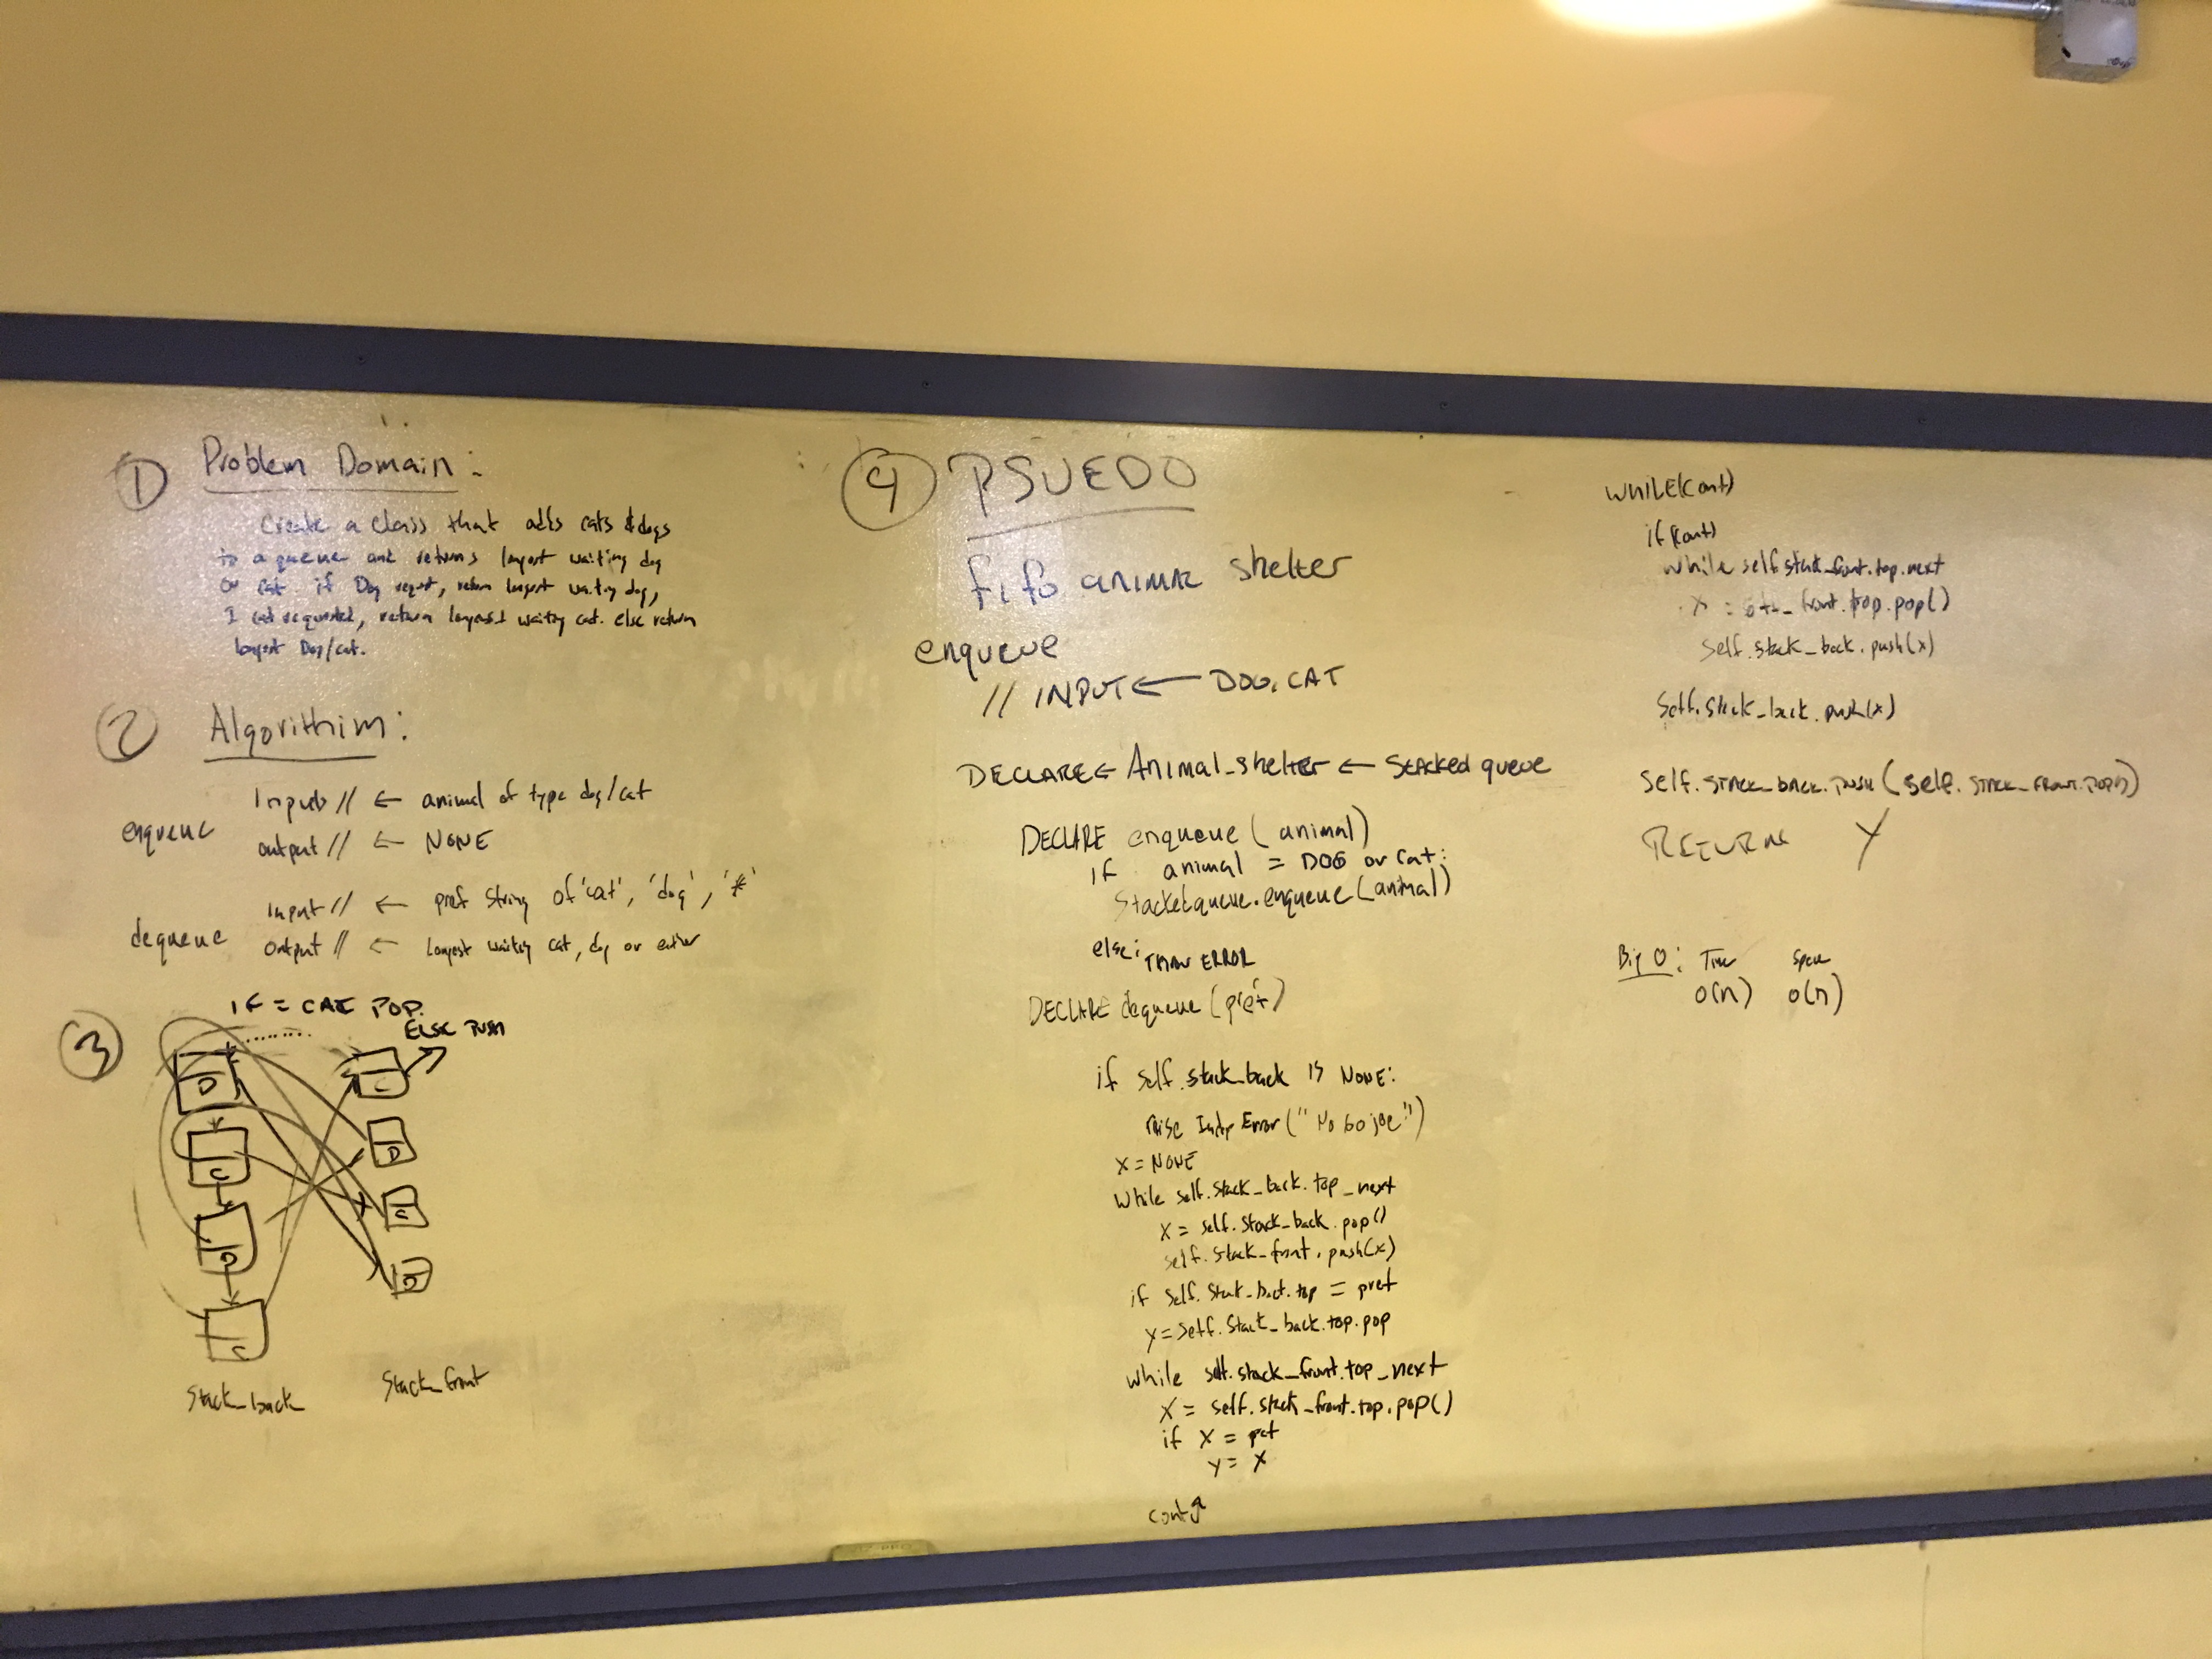 ① Problem Domain:
Create a class that adds cats & dogs
to a queue and returns longest waiting dog
or cat. if Dog request, return longest waiting dog,
I cat requested, return longest waiting cat. else return
longest Dog/cat.
② Algorithim:
enqueue
Inputs // ← animal of type dog/cat
output // ← NONE
dequeue
Input // ← pref string of 'cat', 'dog', '*'
output // ← longest waiting cat, dog or either
③
IF = CAT POP.
ELSE PUSH
D
C
D
C
C
D
C
D
Stack_back
Stack_front
④ PSUEDO
fifo animal shelter
enqueue
// INPUT ← DOG, CAT
DECLARE ← Animal_shelter ← Stacked queue
DECLARE enqueue (animal)
if animal = DOG or cat:
Stacked queue.enqueue (animal)
else: THROW ERROR
DECLARE dequeue (pref)
if self.stack_back is NONE:
raise Error ("No go joe")
X = NONE
While self.stack_back.top_next
X = self.stack_back.pop()
self.stack_front.push(x)
if self.stack_back.top = pref
y = self.stack_back.top.pop
while self.stack_front.top_next
X = self.stack_front.top.pop()
if X =
y = X
WHILE(cont)
if(cont)
while self.stack_front.top.next
X = front.top.pop()
self.stack_back.push(x)
self.stack_back.push(x)
self.stack_back.push(self.stack_front.pop())
RETURN Y
Big O: Time Space
O(n) O(n)